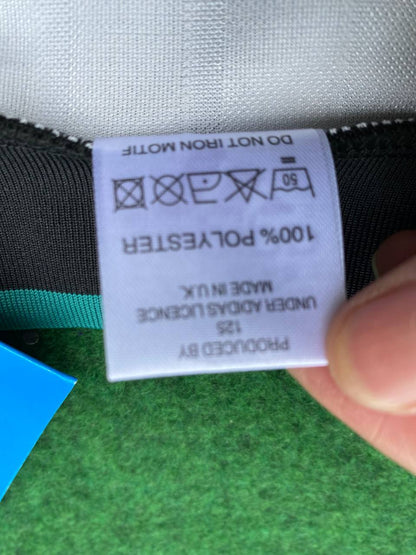 PRODUCED BY
125
UNDER ADIDAS LICENCE
MADE IN U.K.
100% POLYESTER
50
DO NOT IRON MOTIF